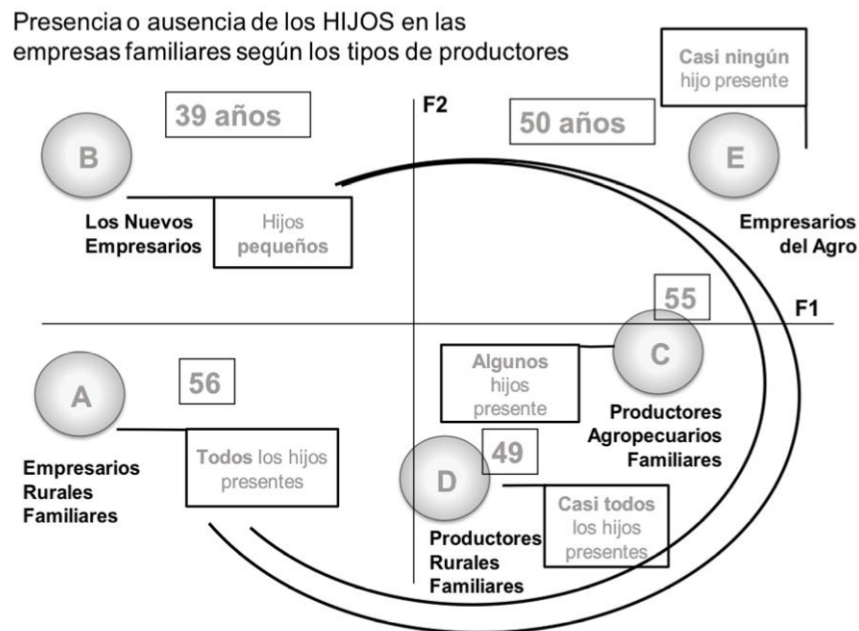 Presencia o ausencia de los HIJOS en las
empresas familiares según los tipos de productores
Casi ningún
hijo presente
39 años
F2
50 años
B
E
Los Nuevos
Empresarios
Hijos
pequeños
Empresarios
del Agro
55
F1
56
Algunos
hijos
presente
C
A
Productores
Agropecuarios
Familiares
Todos los hijos
presentes
49
D
Empresarios
Rurales
Familiares
Casi todos
los hijos
presentes
Productores
Rurales
Familiares